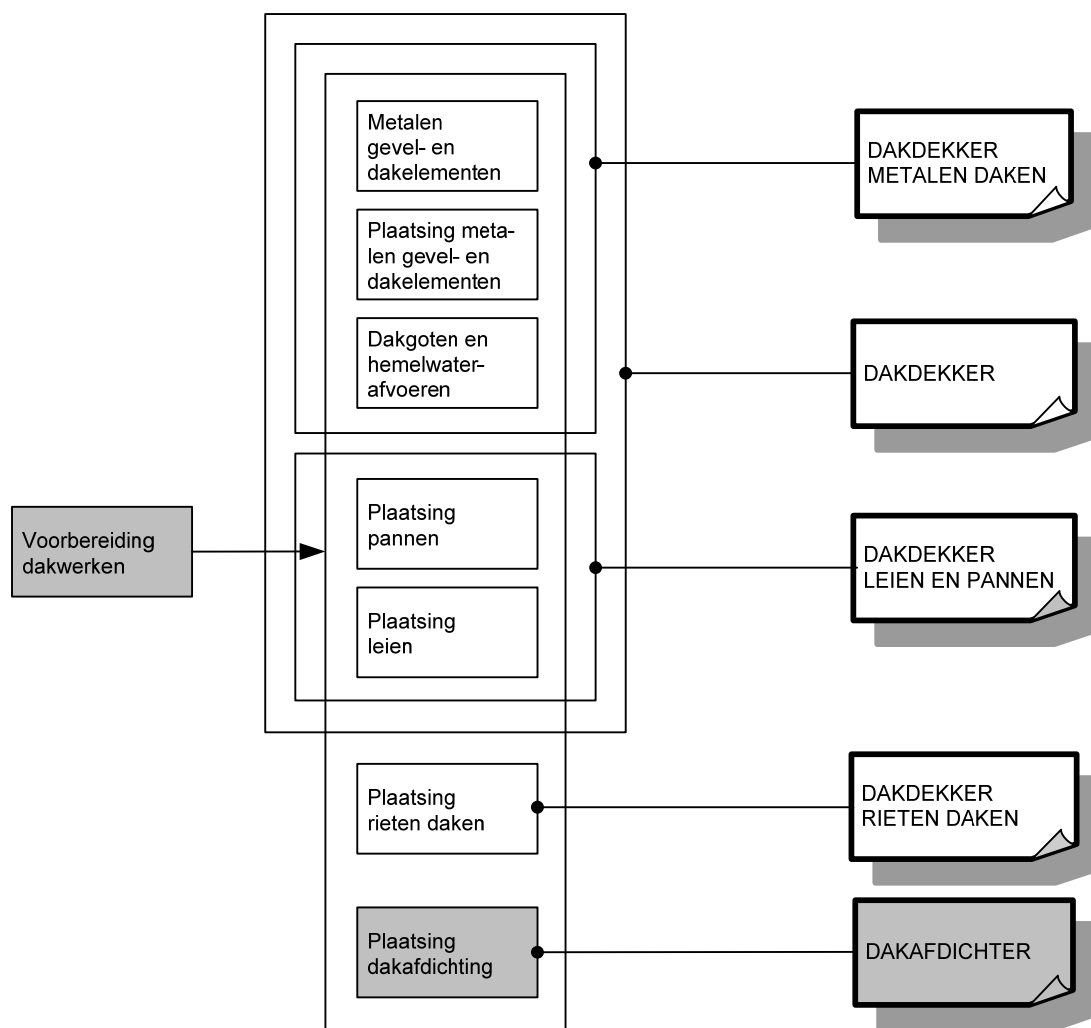 Metalen
gevel- en
dakelementen
DAKDEKKER
METALEN DAKEN
Plaatsing meta-
len gevel- en
dakelementen
Dakgoten en
hemelwater-
afvoeren
DAKDEKKER
Voorbereiding
dakwerken
Plaatsing
pannen
DAKDEKKER
LEIEN EN PANNEN
Plaatsing
leien
Plaatsing
rieten daken
DAKDEKKER
RIETEN DAKEN
Plaatsing
dakafdichting
DAKAFDICHTER